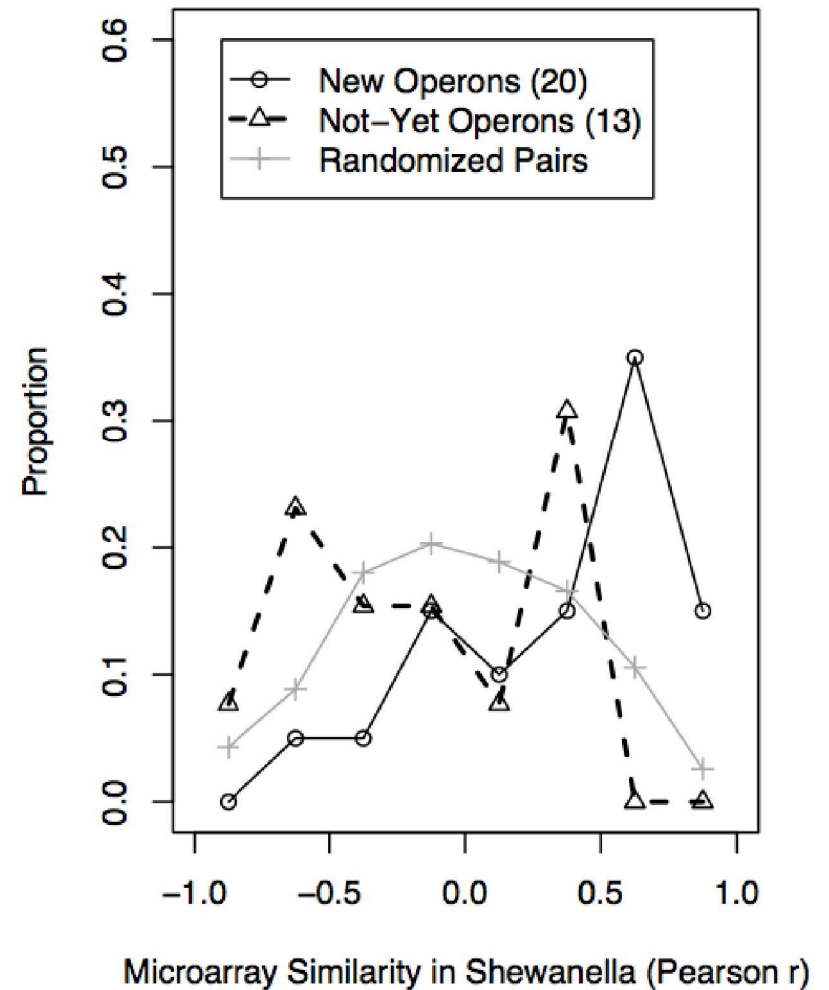 New Operons (20)
Not−Yet Operons (13)
Randomized Pairs
Proportion
0.6
0.5
0.4
0.3
0.2
0.1
0.0
−1.0 −0.5 0.0 0.5 1.0
Microarray Similarity in Shewanella (Pearson r)